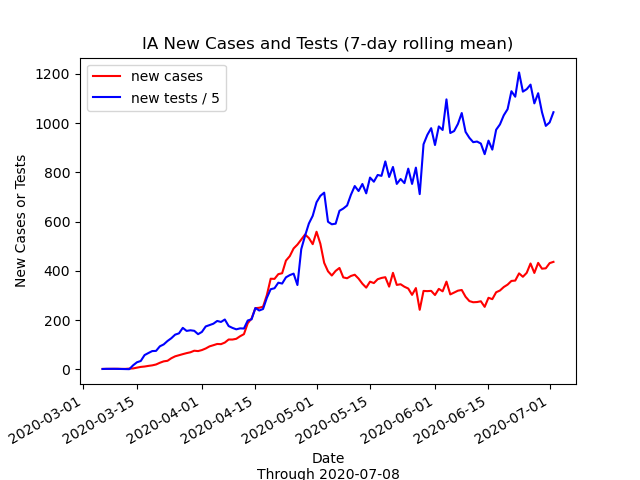 IA New Cases and Tests (7-day rolling mean)
new cases
new tests / 5
New Cases or Tests
1200
1000
800
600
400
200
0
2020-03-01
2020-03-15
2020-04-01
2020-04-15
2020-05-01
2020-05-15
2020-06-01
2020-06-15
2020-07-01
Date
Through 2020-07-08